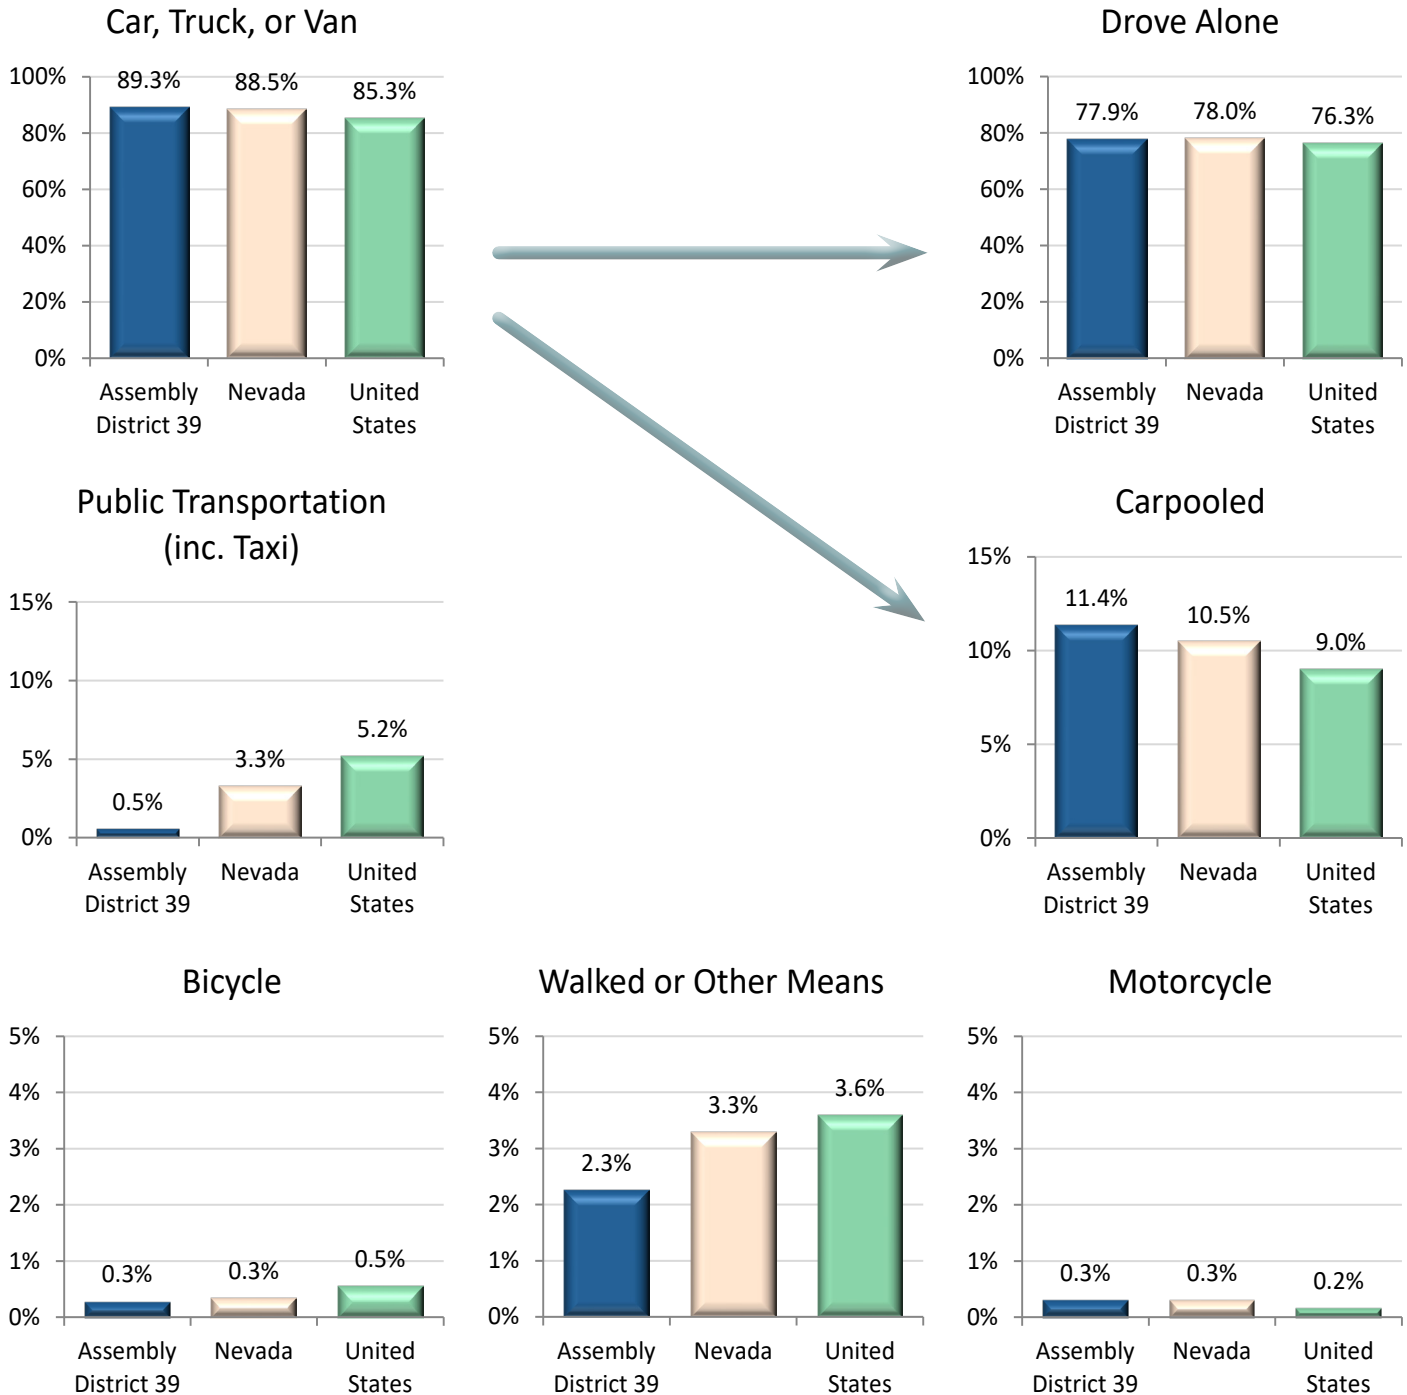 Car, Truck, or Van
100%
80%
60%
40%
20%
0%
89.3%
88.5%
85.3%
Assembly
District 39
Nevada
United
States
Drove Alone
100%
80%
60%
40%
20%
0%
77.9%
78.0%
76.3%
Assembly
District 39
Nevada
United
States
Public Transportation
(inc. Taxi)
15%
10%
5%
0%
0.5%
3.3%
5.2%
Assembly
District 39
Nevada
United
States
Carpooled
15%
10%
5%
0%
11.4%
10.5%
9.0%
Assembly
District 39
Nevada
United
States
Bicycle
5%
4%
3%
2%
1%
0%
0.3%
0.3%
0.5%
Assembly
District 39
Nevada
United
States
Walked or Other Means
5%
4%
3%
2%
1%
0%
2.3%
3.3%
3.6%
Assembly
District 39
Nevada
United
States
Motorcycle
5%
4%
3%
2%
1%
0%
0.3%
0.3%
0.2%
Assembly
District 39
Nevada
United
States